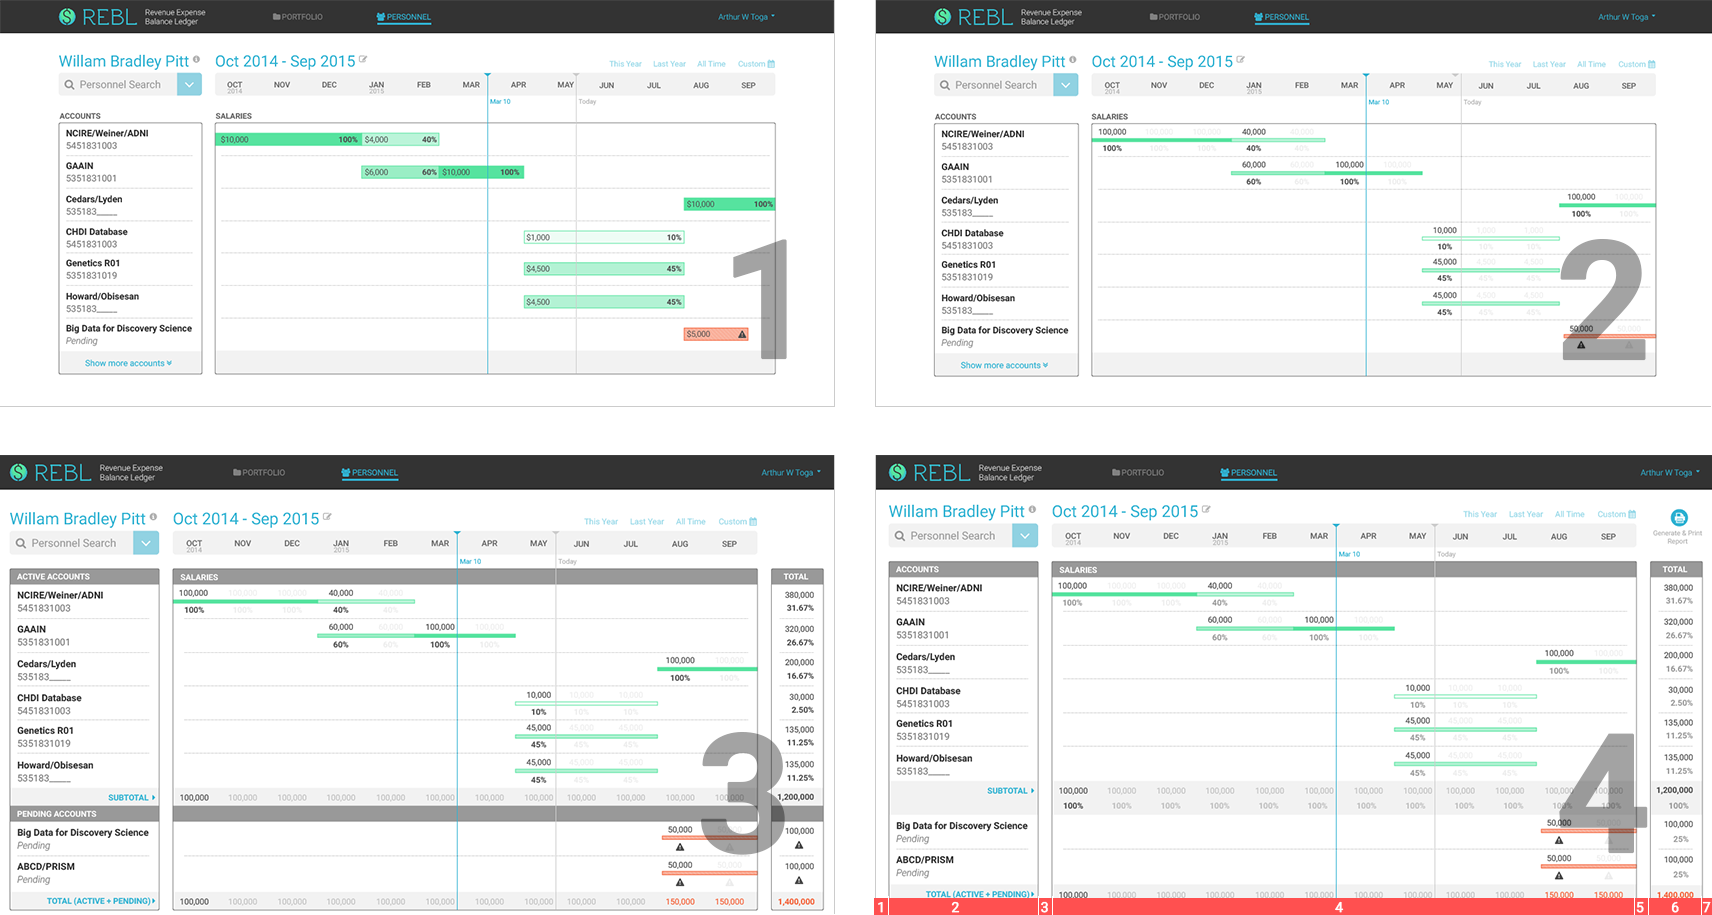 REBL Revenue Expense Balance Ledger PORTFOLIO PERSONNEL Arthur W Toga
Willam Bradley Pitt Oct 2014 - Sep 2015 This Year Last Year All Time Custom
Personnel Search OCT 2014 NOV DEC JAN 2015 FEB MAR APR MAY JUN JUL AUG SEP
Mar 10 Today
ACCOUNTS SALARIES
NCIRE/Weiner/ADNI $10,000 100% $4,000 40%
5451831003
GAAIN $6,000 60% $10,000 100%
5351831001
Cedars/Lyden $10,000 100%
535183_____
CHDI Database $1,000 10%
5451831003
Genetics R01 $4,500 45%
5351831019
Howard/Obisesan $4,500 45%
535183_____
Big Data for Discovery Science $5,000
Pending
Show more accounts
1
REBL Revenue Expense Balance Ledger PORTFOLIO PERSONNEL Arthur W Toga
Willam Bradley Pitt Oct 2014 - Sep 2015 This Year Last Year All Time Custom
Personnel Search OCT 2014 NOV DEC JAN 2015 FEB MAR APR MAY JUN JUL AUG SEP
Mar 10 Today
ACCOUNTS SALARIES
NCIRE/Weiner/ADNI 100,000 100,000 100,000 40,000 40,000
5451831003 100% 100% 100% 40% 40%
GAAIN 60,000 60,000 100,000 100,000
5351831001 60% 60% 100% 100%
Cedars/Lyden 100,000 100,000
535183_____ 100% 100%
CHDI Database 10,000 1,000 1,000
5451831003 10% 10% 10%
Genetics R01 45,000 4,500 4,500
5351831019 45% 45% 45%
Howard/Obisesan 45,000 4,500 4,500
535183_____ 45% 45% 45%
Big Data for Discovery Science 50,000 50,000
Pending
Show more accounts
2
REBL Revenue Expense Balance Ledger PORTFOLIO PERSONNEL Arthur W Toga
Willam Bradley Pitt Oct 2014 - Sep 2015 This Year Last Year All Time Custom
Personnel Search OCT 2014 NOV DEC JAN 2015 FEB MAR APR MAY JUN JUL AUG SEP
Mar 10 Today
ACTIVE ACCOUNTS SALARIES TOTAL
NCIRE/Weiner/ADNI 100,000 100,000 100,000 40,000 40,000 380,000
5451831003 100% 100% 100% 40% 40% 31.67%
GAAIN 60,000 60,000 100,000 100,000 320,000
5351831001 60% 60% 100% 100% 26.67%
Cedars/Lyden 100,000 100,000 200,000
535183_____ 100% 100% 16.67%
CHDI Database 10,000 10,000 10,000 30,000
5451831003 10% 10% 10% 2.50%
Genetics R01 45,000 45,000 45,000 135,000
5351831019 45% 45% 45% 11.25%
Howard/Obisesan 45,000 45,000 45,000 135,000
535183_____ 45% 45% 45% 11.25%
SUBTOTAL 100,000 100,000 100,000 100,000 100,000 100,000 100,000 100,000 100,000 100,000 100,000 100,000 1,200,000
PENDING ACCOUNTS
Big Data for Discovery Science 50,000 50,000 100,000
Pending
ABCD/PRISM 50,000 50,000 100,000
Pending
TOTAL (ACTIVE + PENDING) 100,000 100,000 100,000 100,000 100,000 100,000 100,000 100,000 100,000 100,000 150,000 150,000 1,400,000
3
REBL Revenue Expense Balance Ledger PORTFOLIO PERSONNEL Arthur W Toga
Willam Bradley Pitt Oct 2014 - Sep 2015 This Year Last Year All Time Custom
Personnel Search OCT 2014 NOV DEC JAN 2015 FEB MAR APR MAY JUN JUL AUG SEP Generate & Print Report
Mar 10 Today
ACCOUNTS SALARIES TOTAL
NCIRE/Weiner/ADNI 100,000 100,000 100,000 40,000 40,000 380,000
5451831003 100% 100% 100% 40% 40% 31.67%
GAAIN 60,000 60,000 100,000 100,000 320,000
5351831001 60% 60% 100% 100% 26.67%
Cedars/Lyden 100,000 100,000 200,000
535183_____ 100% 100% 16.67%
CHDI Database 10,000 10,000 10,000 30,000
5451831003 10% 10% 10% 2.50%
Genetics R01 45,000 45,000 45,000 135,000
5351831019 45% 45% 45% 11.25%
Howard/Obisesan 45,000 45,000 45,000 135,000
535183_____ 45% 45% 45% 11.25%
SUBTOTAL 100,000 100,000 100,000 100,000 100,000 100,000 100,000 100,000 100,000 100,000 100,000 100,000 1,200,000
100% 100% 100% 100% 100% 100% 100% 100% 100% 100% 100% 100% 100%
Big Data for Discovery Science 50,000 50,000 100,000
Pending 25%
ABCD/PRISM 50,000 50,000 100,000
Pending 25%
TOTAL (ACTIVE + PENDING) 100,000 100,000 100,000 100,000 100,000 100,000 100,000 100,000 100,000 100,000 150,000 150,000 1,400,000
4
1 2 3 4 5 6 7